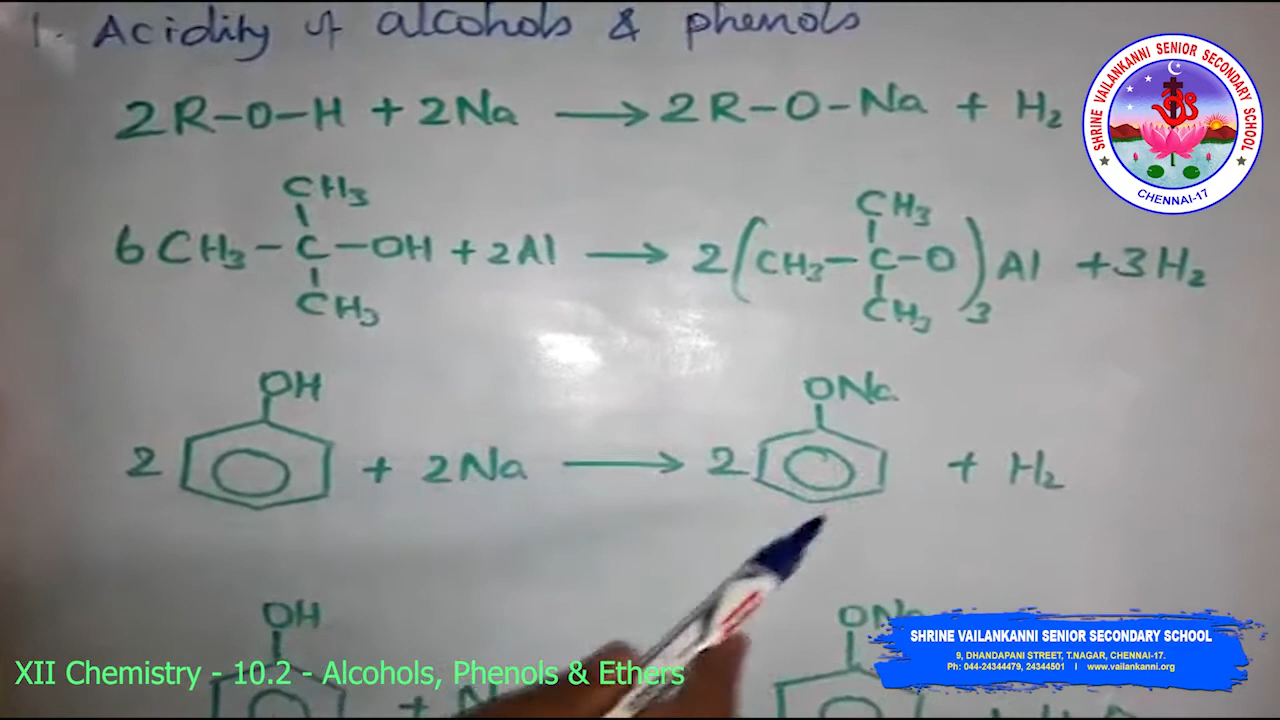 1. Acidity of alcohols & phenols
2R-O-H + 2Na → 2R-O-Na + H₂
CH₃ CH₃
6CH₃-C-OH + 2Al → 2(CH₃-C-O)₃Al + 3H₂
CH₃ CH₃
OH ONa
2 + 2Na → 2 + H₂
OH ONa
+
SHRINE VAILANKANNI SENIOR SECONDARY SCHOOL
CHENNAI-17
XII Chemistry - 10.2 - Alcohols, Phenols & Ethers
SHRINE VAILANKANNI SENIOR SECONDARY SCHOOL
9, DHANDAPANI STREET, T.NAGAR, CHENNAI-17.
Ph: 044-24344479, 24344501 I www.vailankanni.org